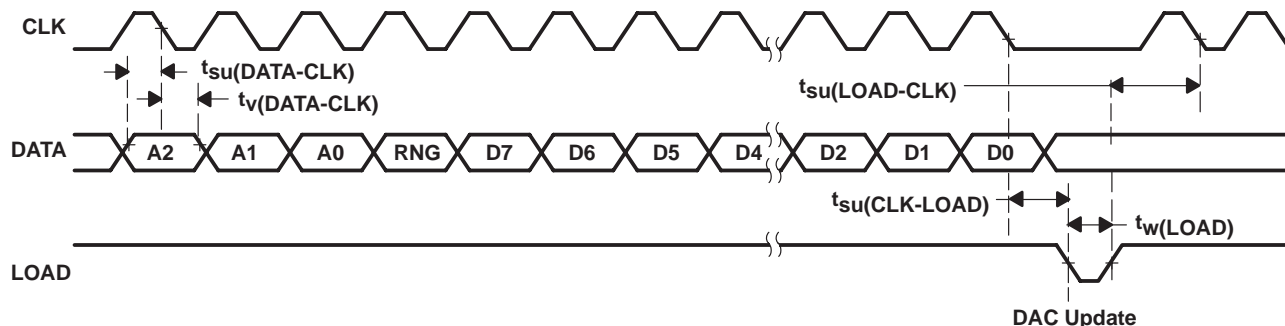 CLK
tsu(DATA-CLK)
tv(DATA-CLK)
tsu(LOAD-CLK)
DATA
A2 A1 A0 RNG D7 D6 D5 D4 D2 D1 D0
tsu(CLK-LOAD)
tw(LOAD)
LOAD
DAC Update